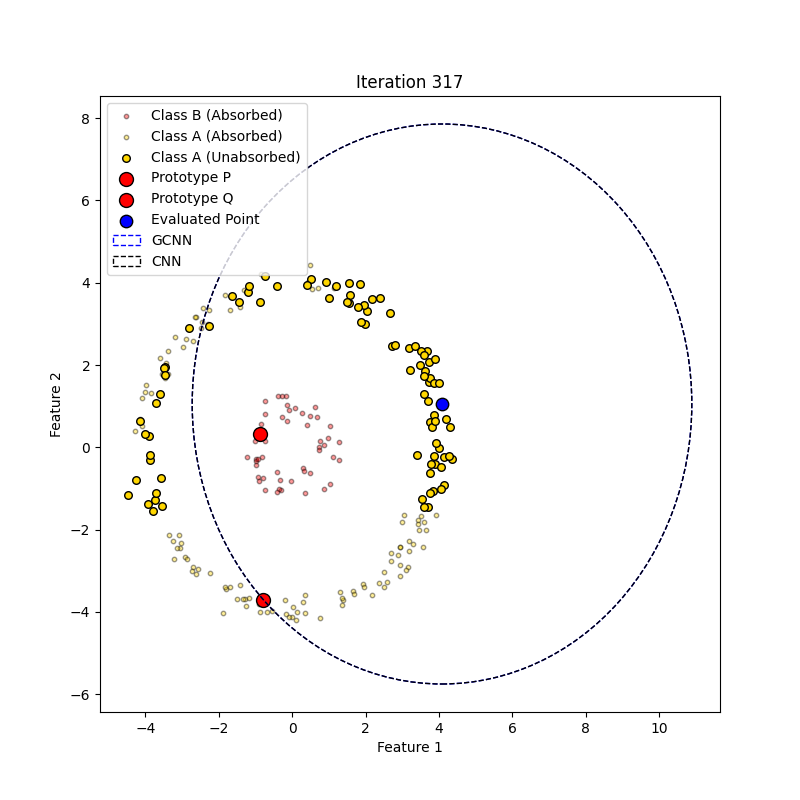 Iteration 317
Class B (Absorbed)
Class A (Absorbed)
Class A (Unabsorbed)
Prototype P
Prototype Q
Evaluated Point
GCNN
CNN
8
6
4
2
0
−2
−4
−6
Feature 2
−4 −2 0 2 4 6 8 10
Feature 1